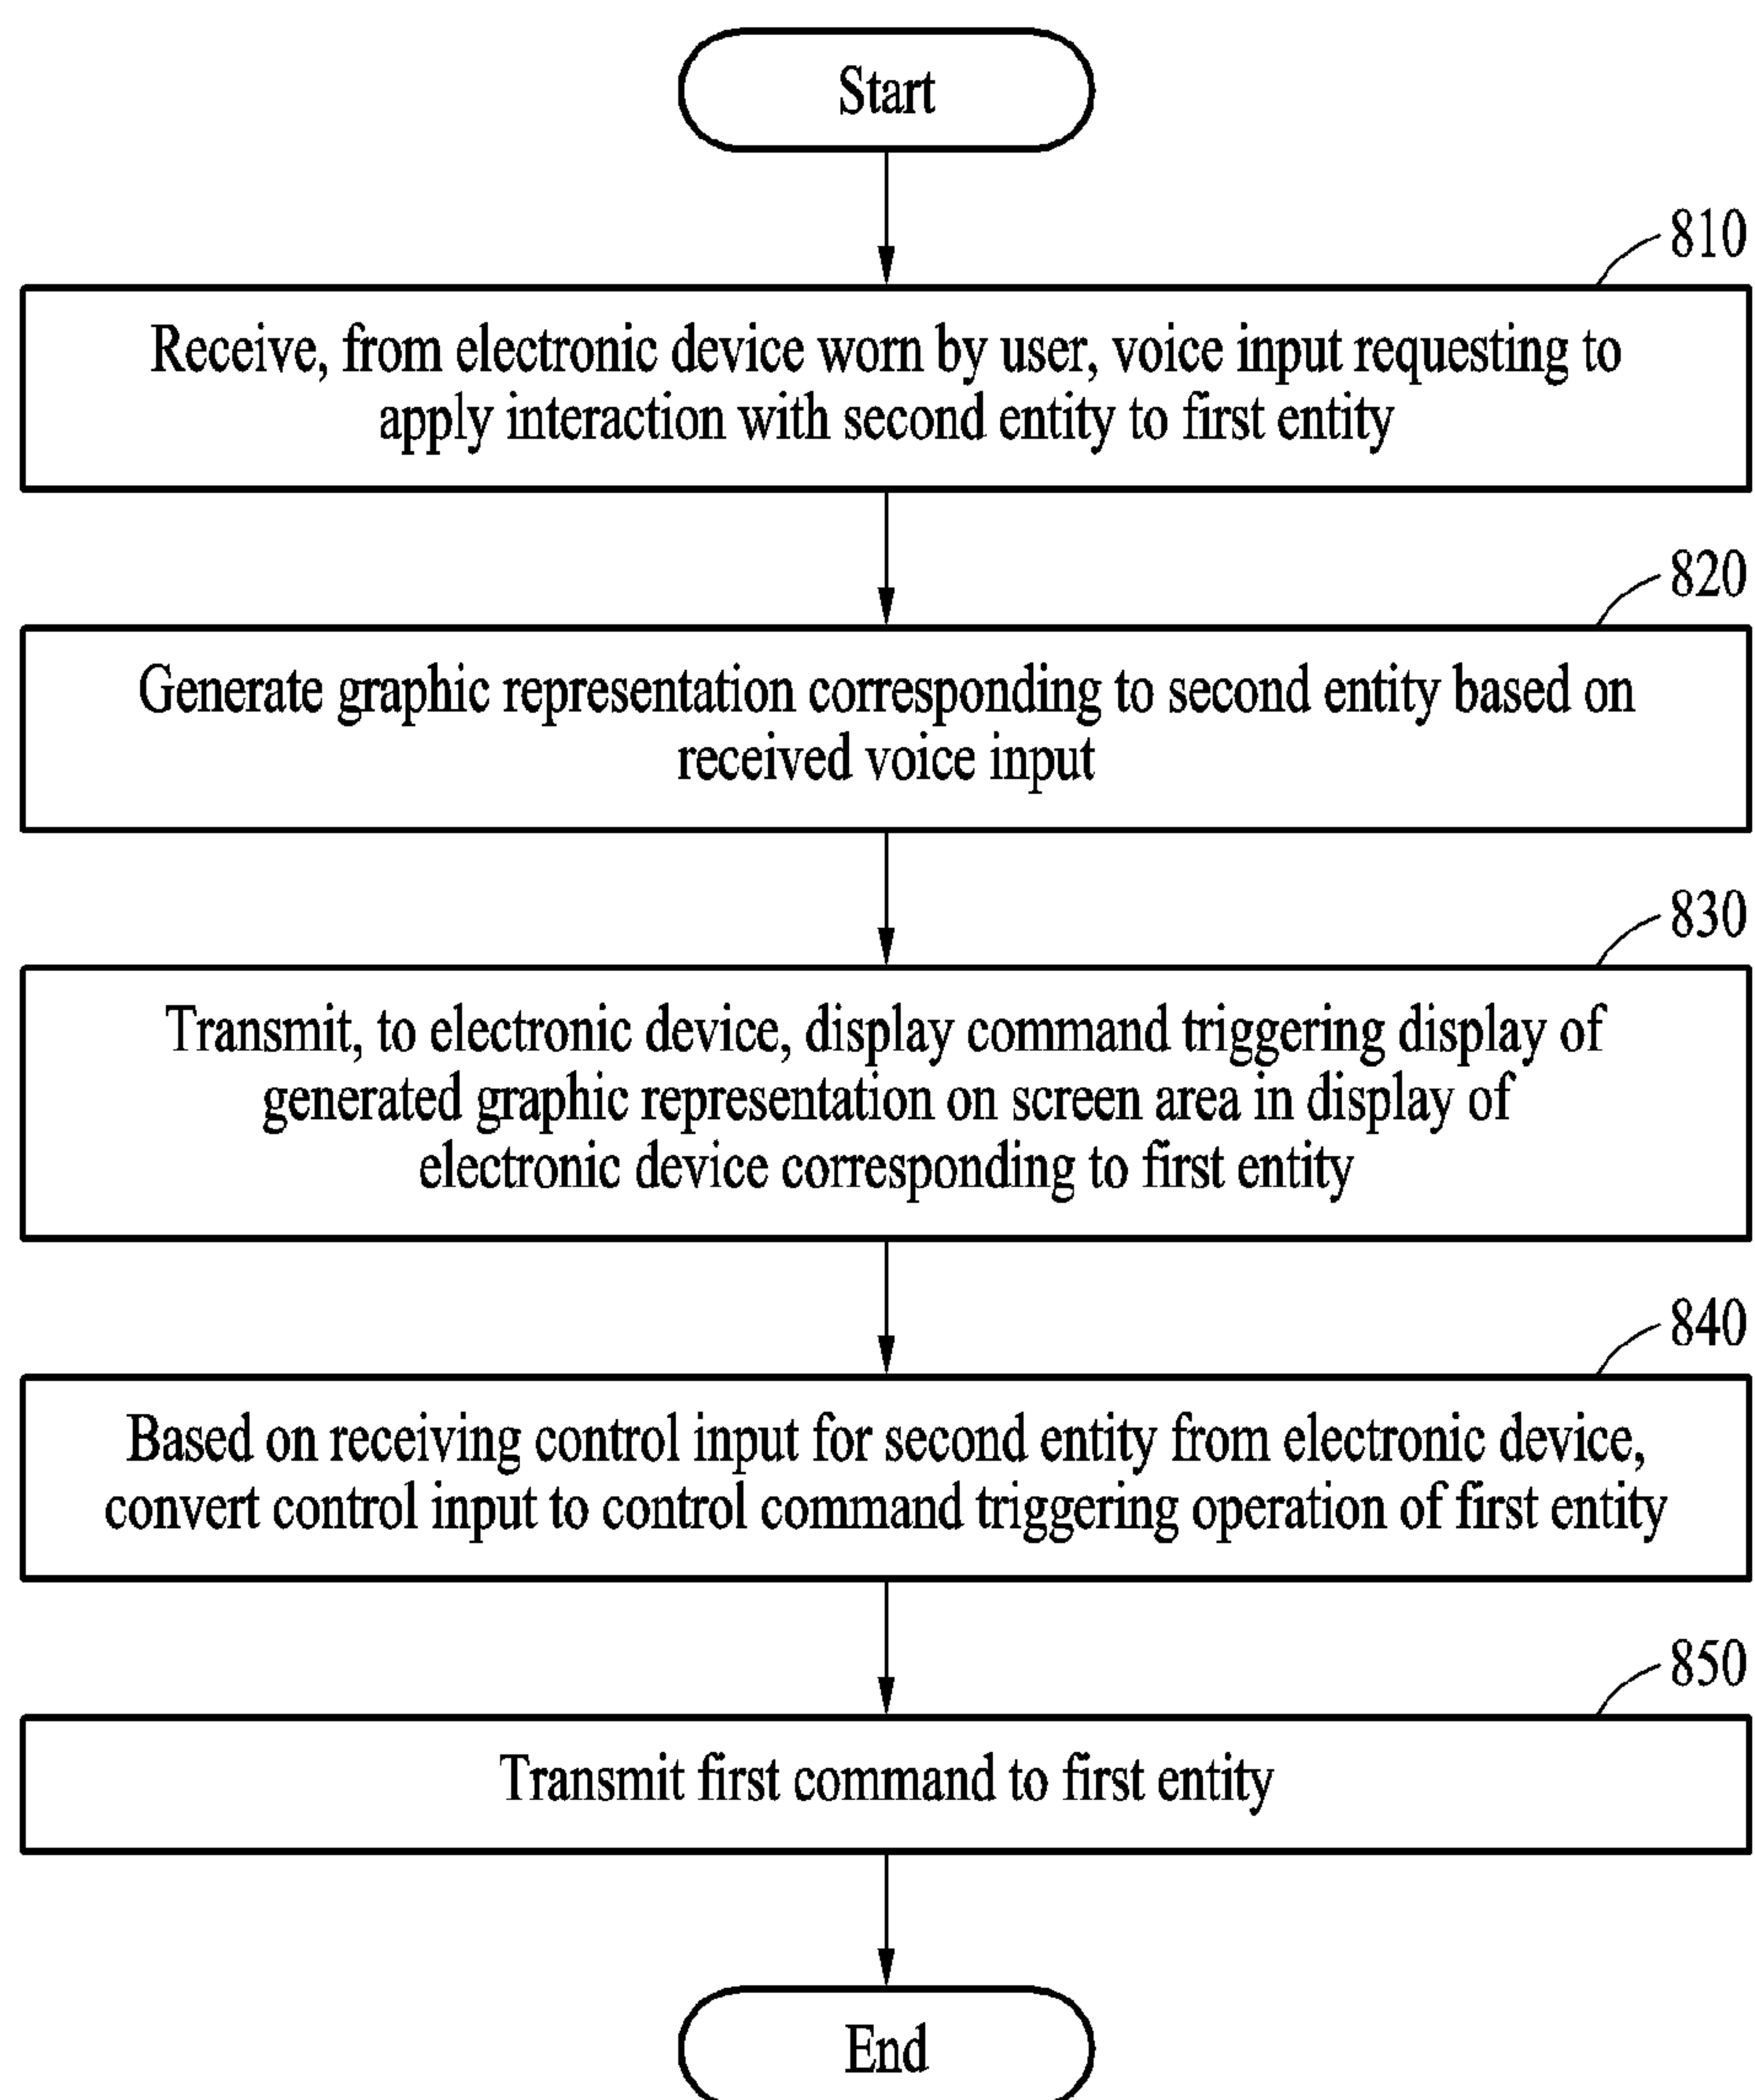 Start
810
Receive, from electronic device worn by user, voice input requesting to
apply interaction with second entity to first entity
820
Generate graphic representation corresponding to second entity based on
received voice input
830
Transmit, to electronic device, display command triggering display of
generated graphic representation on screen area in display of
electronic device corresponding to first entity
840
Based on receiving control input for second entity from electronic device,
convert control input to control command triggering operation of first entity
850
Transmit first command to first entity
End